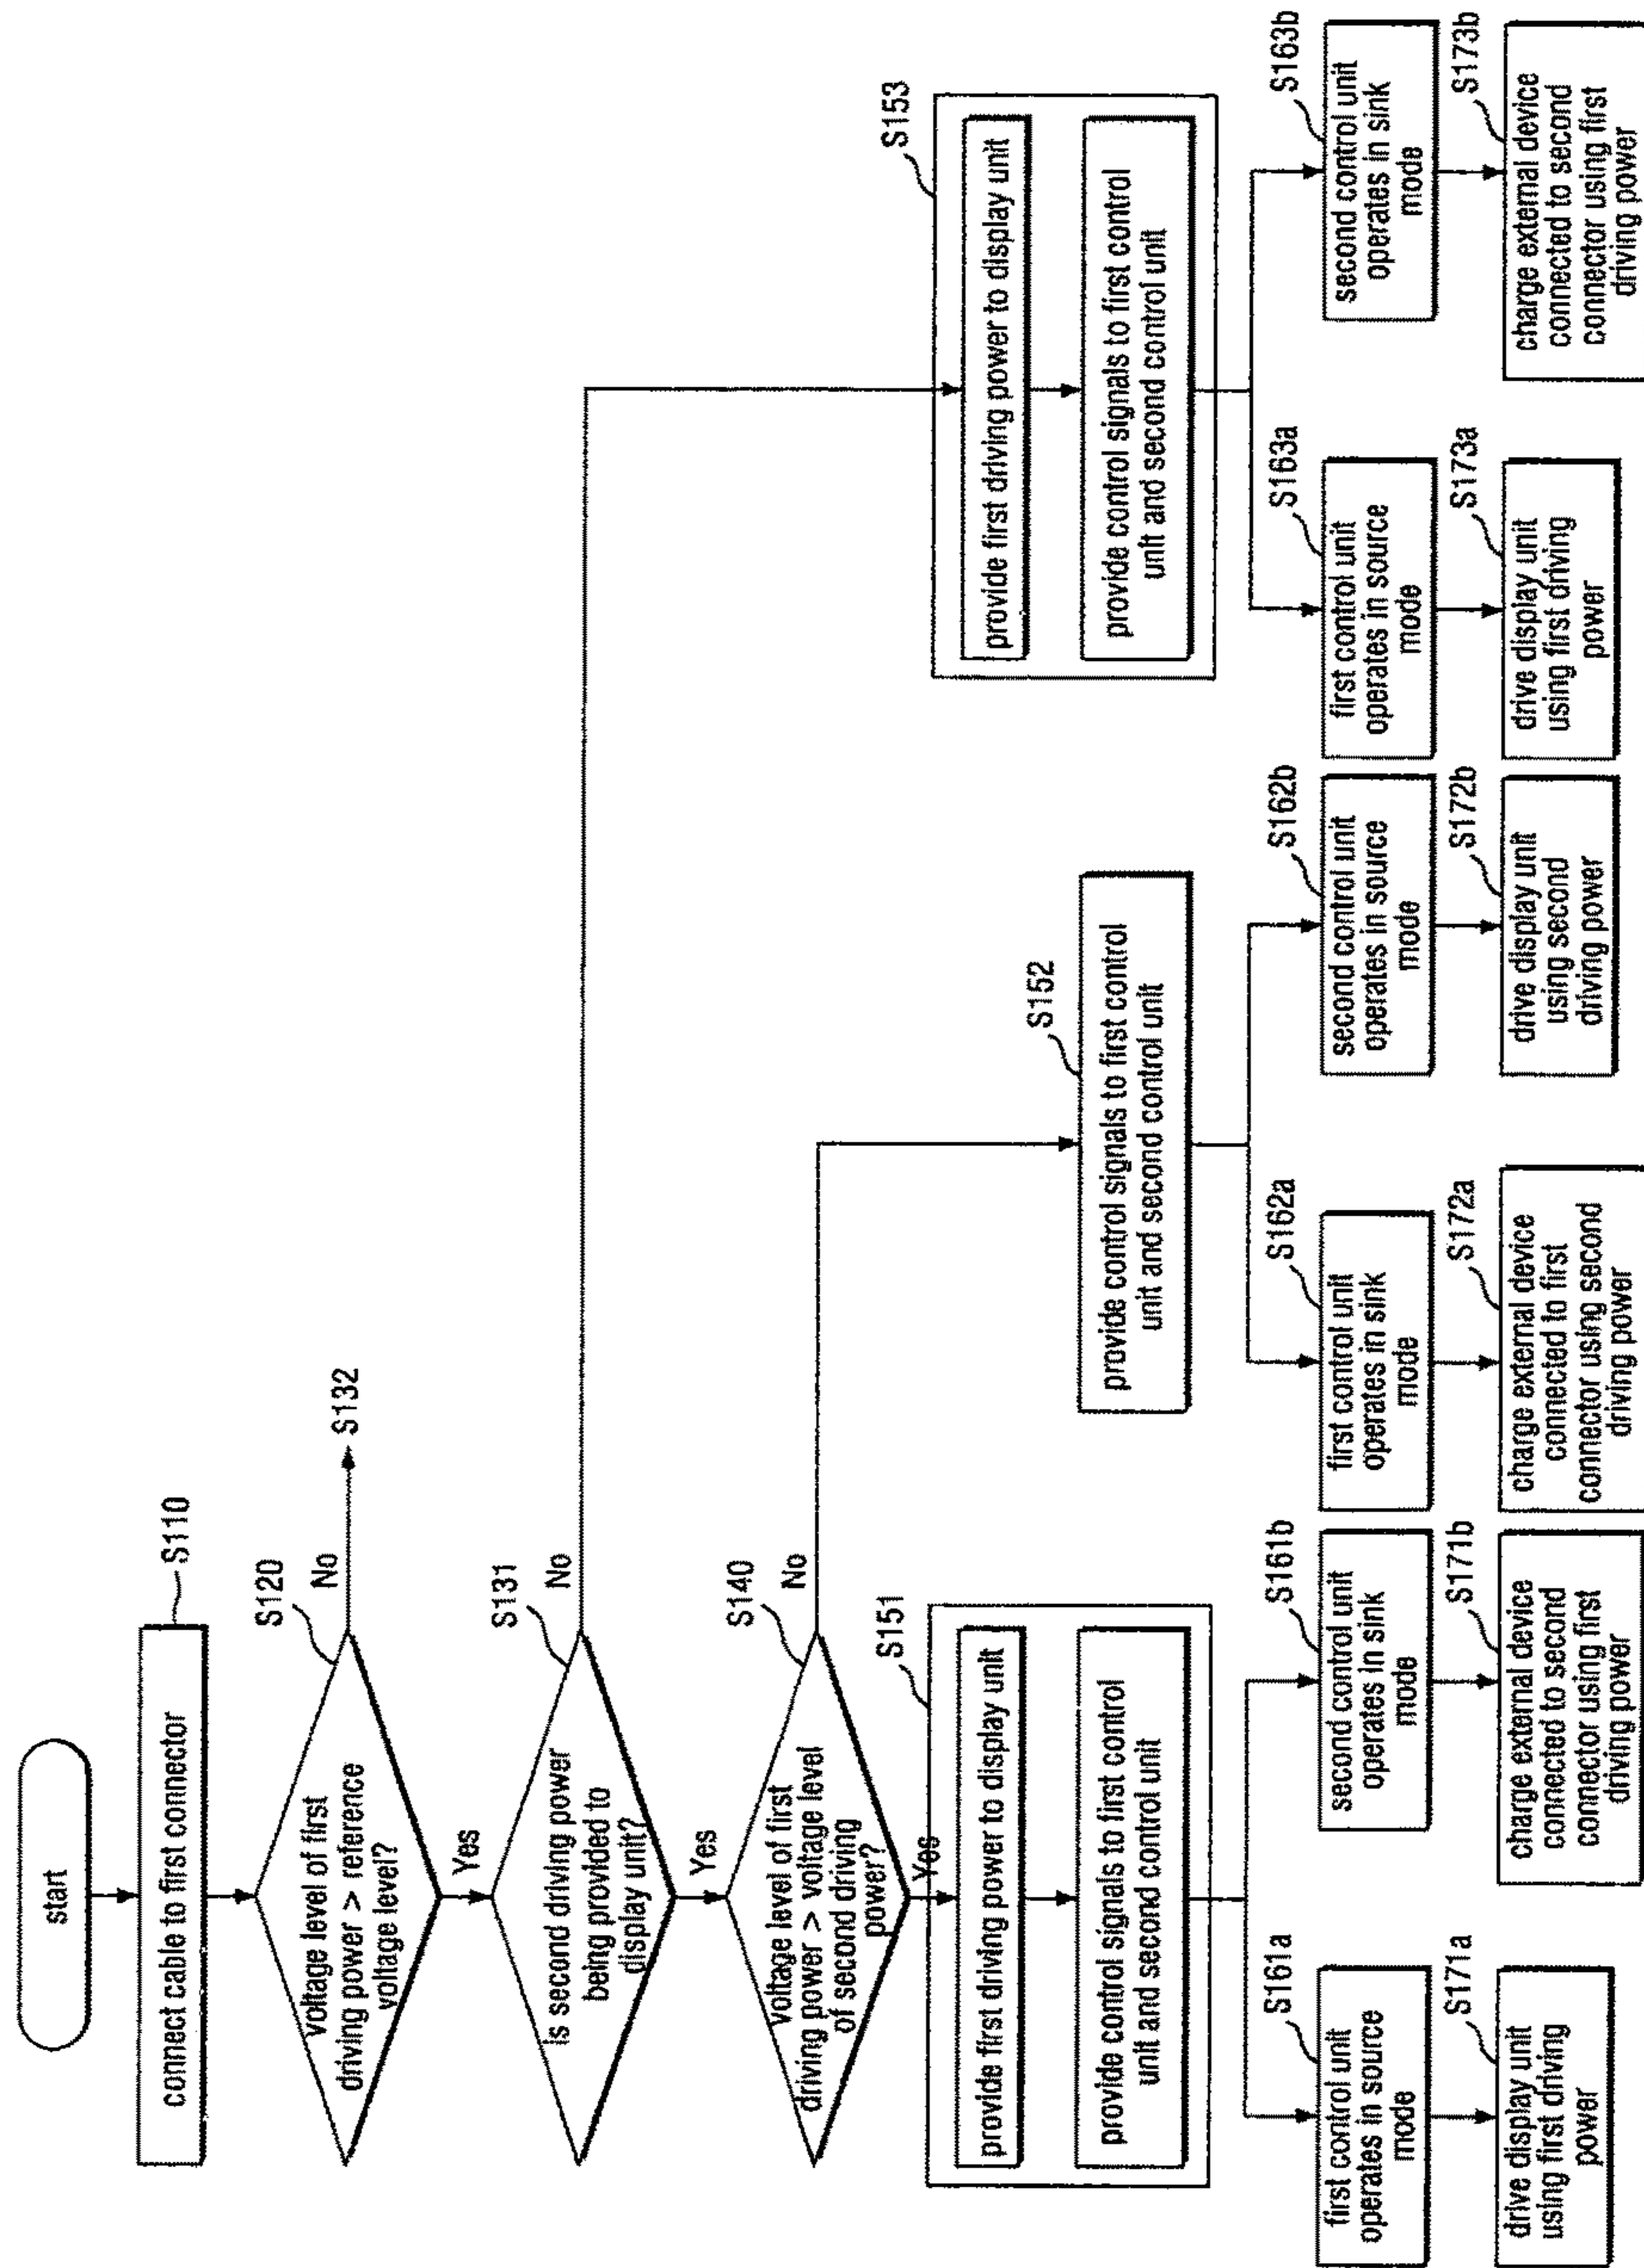 start
connect cable to first connector
S110
voltage level of first
driving power > reference
voltage level?
S120
No
S132
Yes
is second driving power
being provided to
display unit?
S131
No
Yes
voltage level of first
driving power > voltage level
of second driving
power?
S140
No
Yes
S151
provide first driving power to display unit
provide control signals to first control
unit and second control unit
S152
provide control signals to first control
unit and second control unit
S153
provide first driving power to display unit
provide control signals to first control
unit and second control unit
S161a
first control unit
operates in source
mode
S161b
second control unit
operates in sink
mode
S162a
first control unit
operates in sink
mode
S162b
second control unit
operates in source
mode
S163a
first control unit
operates in source
mode
S163b
second control unit
operates in sink
mode
S171a
drive display unit
using first driving
power
S171b
charge external device
connected to second
connector using first
driving power
S172a
charge external device
connected to first
connector using second
driving power
S172b
drive display unit
using second
driving power
S173a
drive display unit
using first driving
power
S173b
charge external device
connected to second
connector using first
driving power